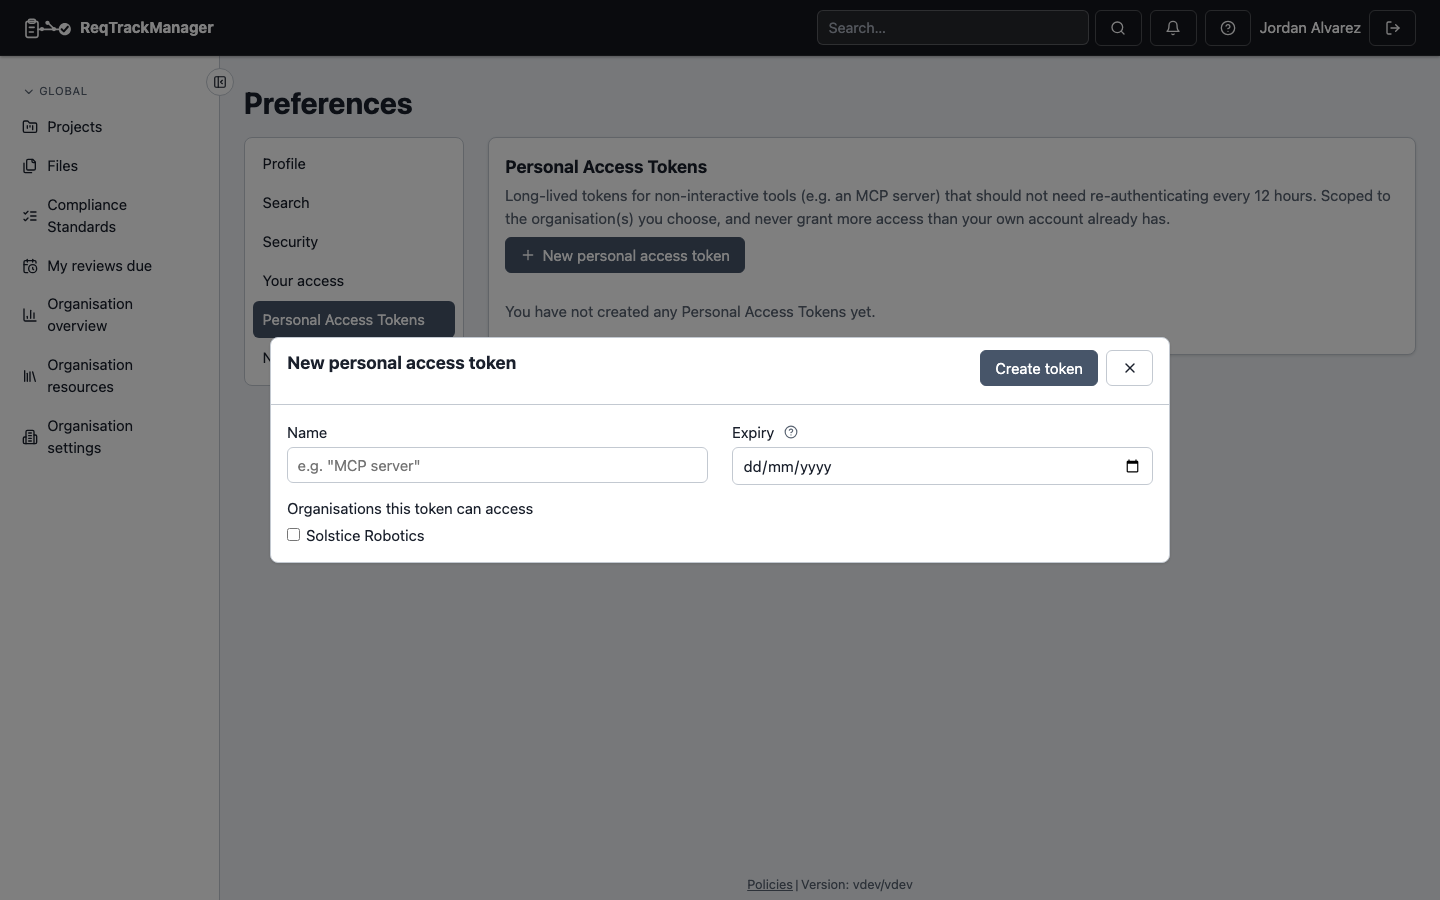 ReqTrackManager
Search...
Jordan Alvarez
GLOBAL
Projects
Files
Compliance
Standards
My reviews due
Organisation
overview
Organisation
resources
Organisation
settings
Preferences
Profile
Search
Security
Your access
Personal Access Tokens
N
Personal Access Tokens
Long-lived tokens for non-interactive tools (e.g. an MCP server) that should not need re-authenticating every 12 hours. Scoped to
the organisation(s) you choose, and never grant more access than your own account already has.
New personal access token
You have not created any Personal Access Tokens yet.
New personal access token
Create token
Name
e.g. "MCP server"
Expiry
dd/mm/yyyy
Organisations this token can access
Solstice Robotics
Policies | Version: vdev/vdev